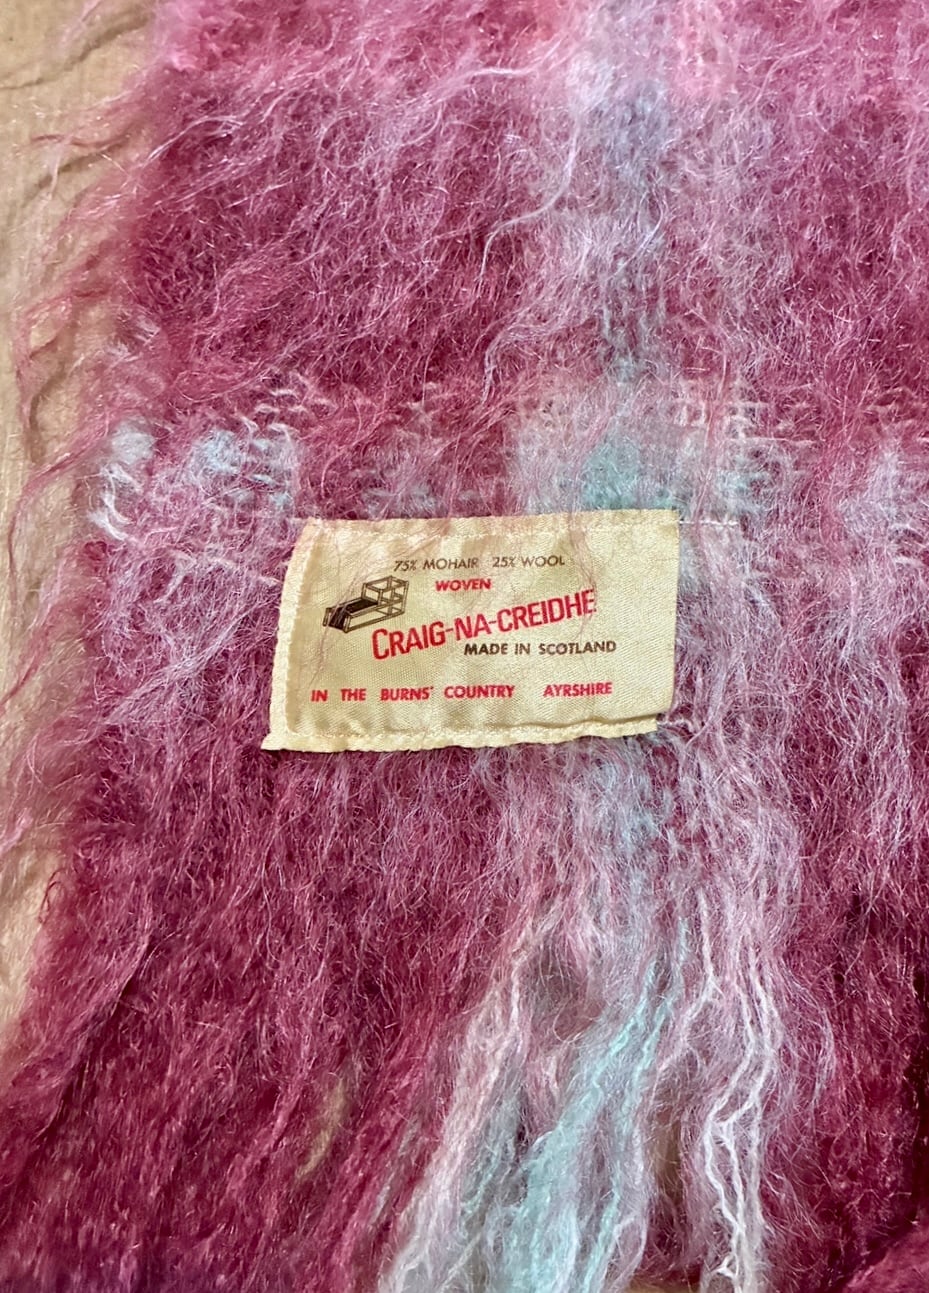 75% MOHAIR 25% WOOL
WOVEN
CRAIG-NA-CREIDHE
MADE IN SCOTLAND
IN THE BURNS' COUNTRY AYRSHIRE